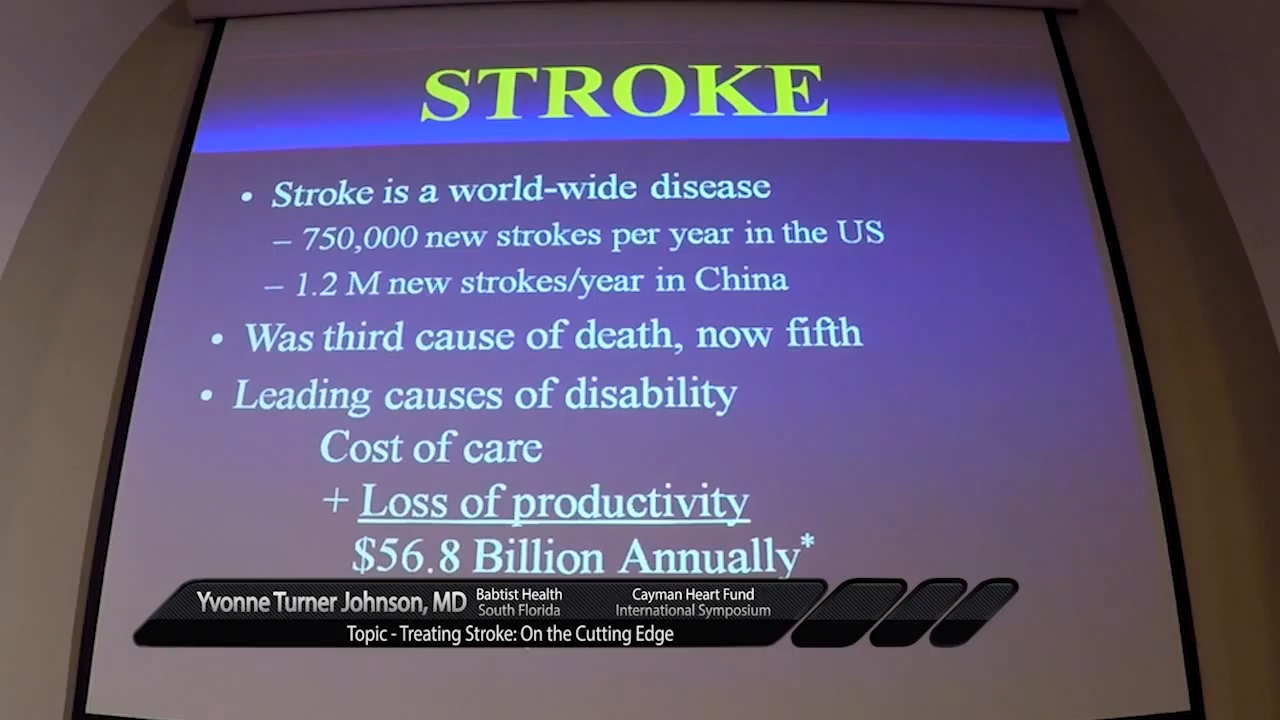 STROKE
• Stroke is a world-wide disease
– 750,000 new strokes per year in the US
– 1.2 M new strokes/year in China
• Was third cause of death, now fifth
• Leading causes of disability
Cost of care
+ Loss of productivity
$56.8 Billion Annually*
Yvonne Turner Johnson, MD
Babtist Health
South Florida
Cayman Heart Fund
International Symposium
Topic - Treating Stroke: On the Cutting Edge